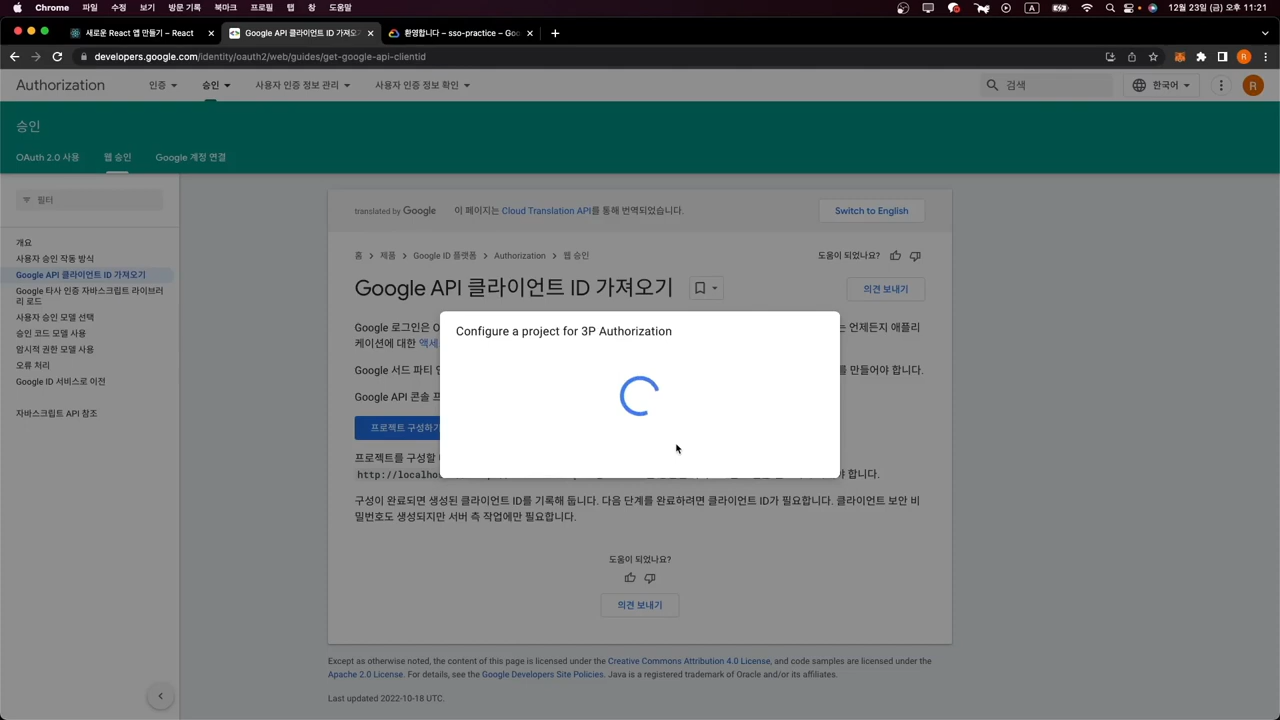 Chrome 파일 수정 보기 방문 기록 북마크 프로필 탭 창 도움말 A 12월 23일 (금) 오후 11:21
새로운 React 앱 만들기 – React
Google API 클라이언트 ID 가져오기
환영합니다 – sso-practice – Goo
developers.google.com/identity/oauth2/web/guides/get-google-api-clientid
R
Authorization 인증 승인 사용자 인증 정보 관리 사용자 인증 정보 확인 검색 한국어 R
승인
OAuth 2.0 사용 웹 승인 Google 계정 연결
필터
개요
사용자 승인 작동 방식
Google API 클라이언트 ID 가져오기
Google 타사 인증 자바스크립트 라이브러
리 로드
사용자 승인 모델 선택
승인 코드 모델 사용
암시적 권한 모델 사용
오류 처리
Google ID 서비스로 이전
자바스크립트 API 참조
translated by Google 이 페이지는 Cloud Translation API를 통해 번역되었습니다. Switch to English
홈 제품 Google ID 플랫폼 Authorization 웹 승인 도움이 되었나요?
Google API 클라이언트 ID 가져오기 의견 보내기
Google 로그인은 O 는 언제든지 애플리
케이션에 대한 액세
Google 서드 파티 인 를 만들어야 합니다.
Google API 콘솔 프
프로젝트 구성하기
프로젝트를 구성할
http://localho 야 합니다.
Configure a project for 3P Authorization
구성이 완료되면 생성된 클라이언트 ID를 기록해 둡니다. 다음 단계를 완료하려면 클라이언트 ID가 필요합니다. 클라이언트 보안 비
밀번호도 생성되지만 서버 측 작업에만 필요합니다.
도움이 되었나요?
의견 보내기
Except as otherwise noted, the content of this page is licensed under the Creative Commons Attribution 4.0 License, and code samples are licensed under the
Apache 2.0 License. For details, see the Google Developers Site Policies. Java is a registered trademark of Oracle and/or its affiliates.
Last updated 2022-10-18 UTC.